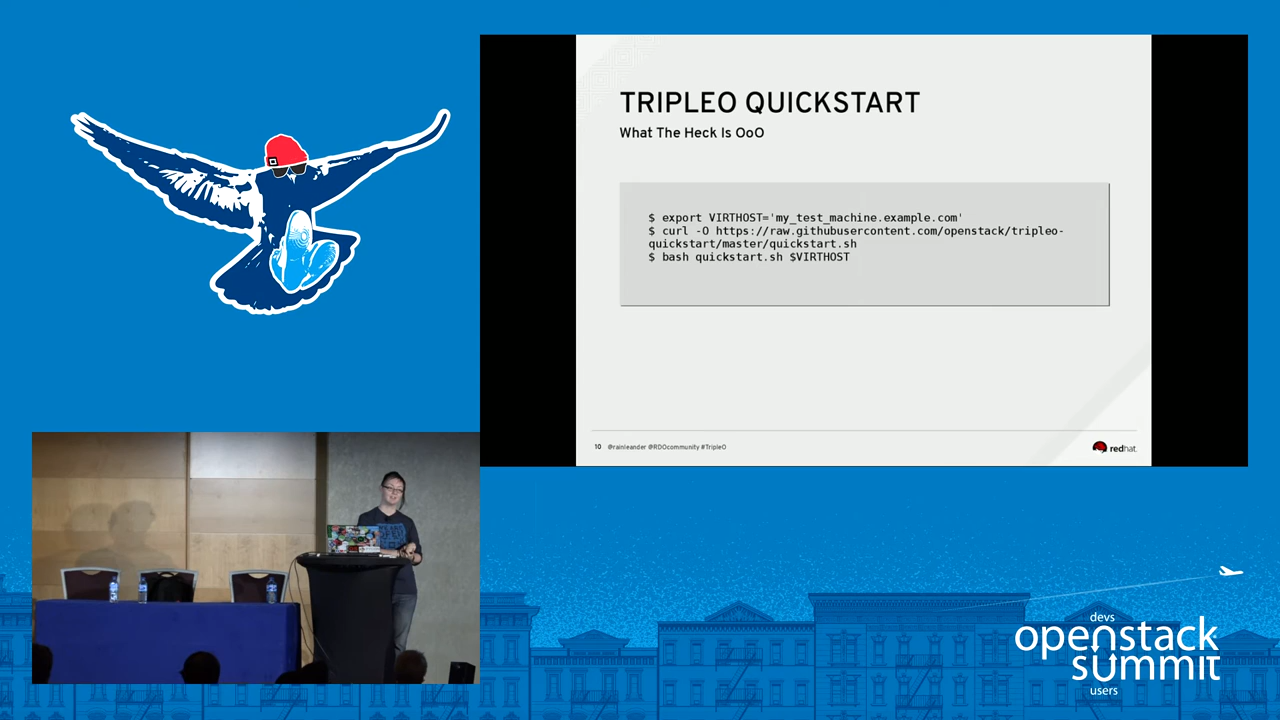 TRIPLEO QUICKSTART
What The Heck Is OoO
$ export VIRTHOST='my_test_machine.example.com'
$ curl -O https://raw.githubusercontent.com/openstack/tripleo-
quickstart/master/quickstart.sh
$ bash quickstart.sh $VIRTHOST
10 @rainleander @RDOcommunity #TripleO
redhat.
devs
openstack
summit
users